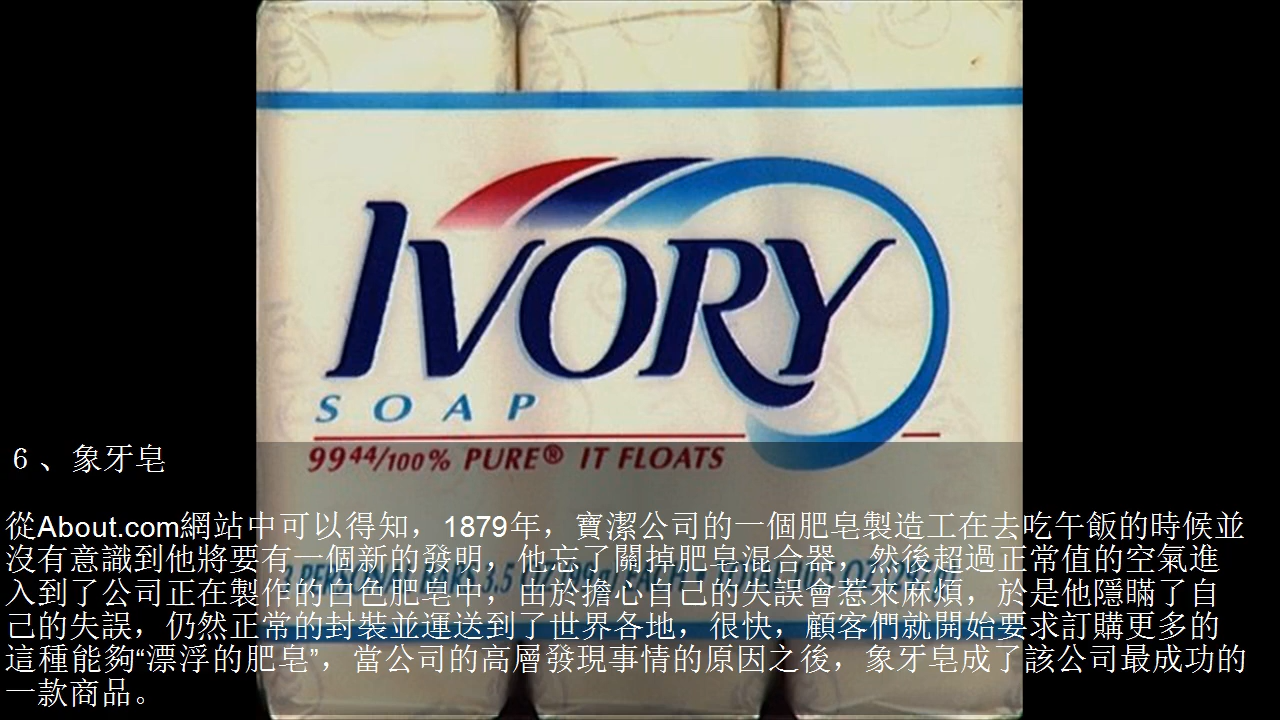 IVORY
SOAP
99 44/100% PURE® IT FLOATS
6、象牙皂
從About.com網站中可以得知，1879年，寶潔公司的一個肥皂製造工在去吃午飯的時候並
沒有意識到他將要有一個新的發明，他忘了關掉肥皂混合器，然後超過正常值的空氣進
入到了公司正在製作的白色肥皂中，由於擔心自己的失誤會惹來麻煩，於是他隱瞞了自
己的失誤，仍然正常的封裝並運送到了世界各地，很快，顧客們就開始要求訂購更多的
這種能夠“漂浮的肥皂”，當公司的高層發現事情的原因之後，象牙皂成了該公司最成功的
一款商品。